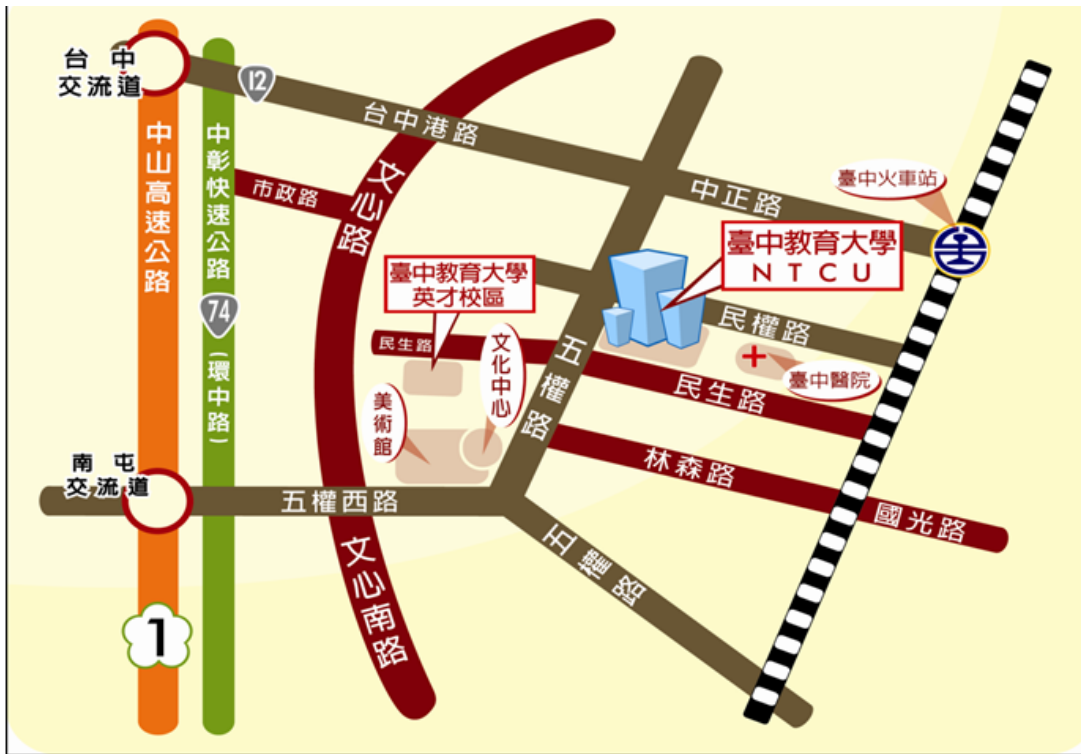 台中
交流道
12
台中港路
中山高速公路
中彰快速公路
74
(環中路)
市政路
文心路
中正路
臺中火車站
臺中教育大學
NTCU
臺中教育大學
英才校區
民權路
民生路
文化中心
五權路
臺中醫院
民生路
美術館
林森路
南屯
交流道
五權西路
國光路
文心南路
五權路
1